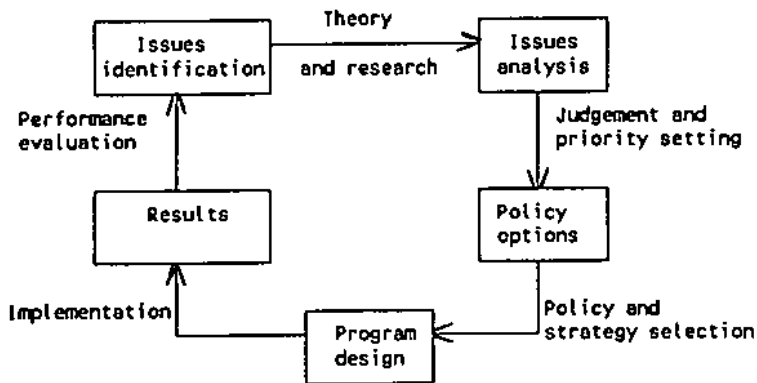 Theory
Issues
identification
Issues
analysis
and research
Performance
evaluation
Judgement and
priority setting
Results
Policy
options
Implementation
Policy and
strategy selection
Program
design